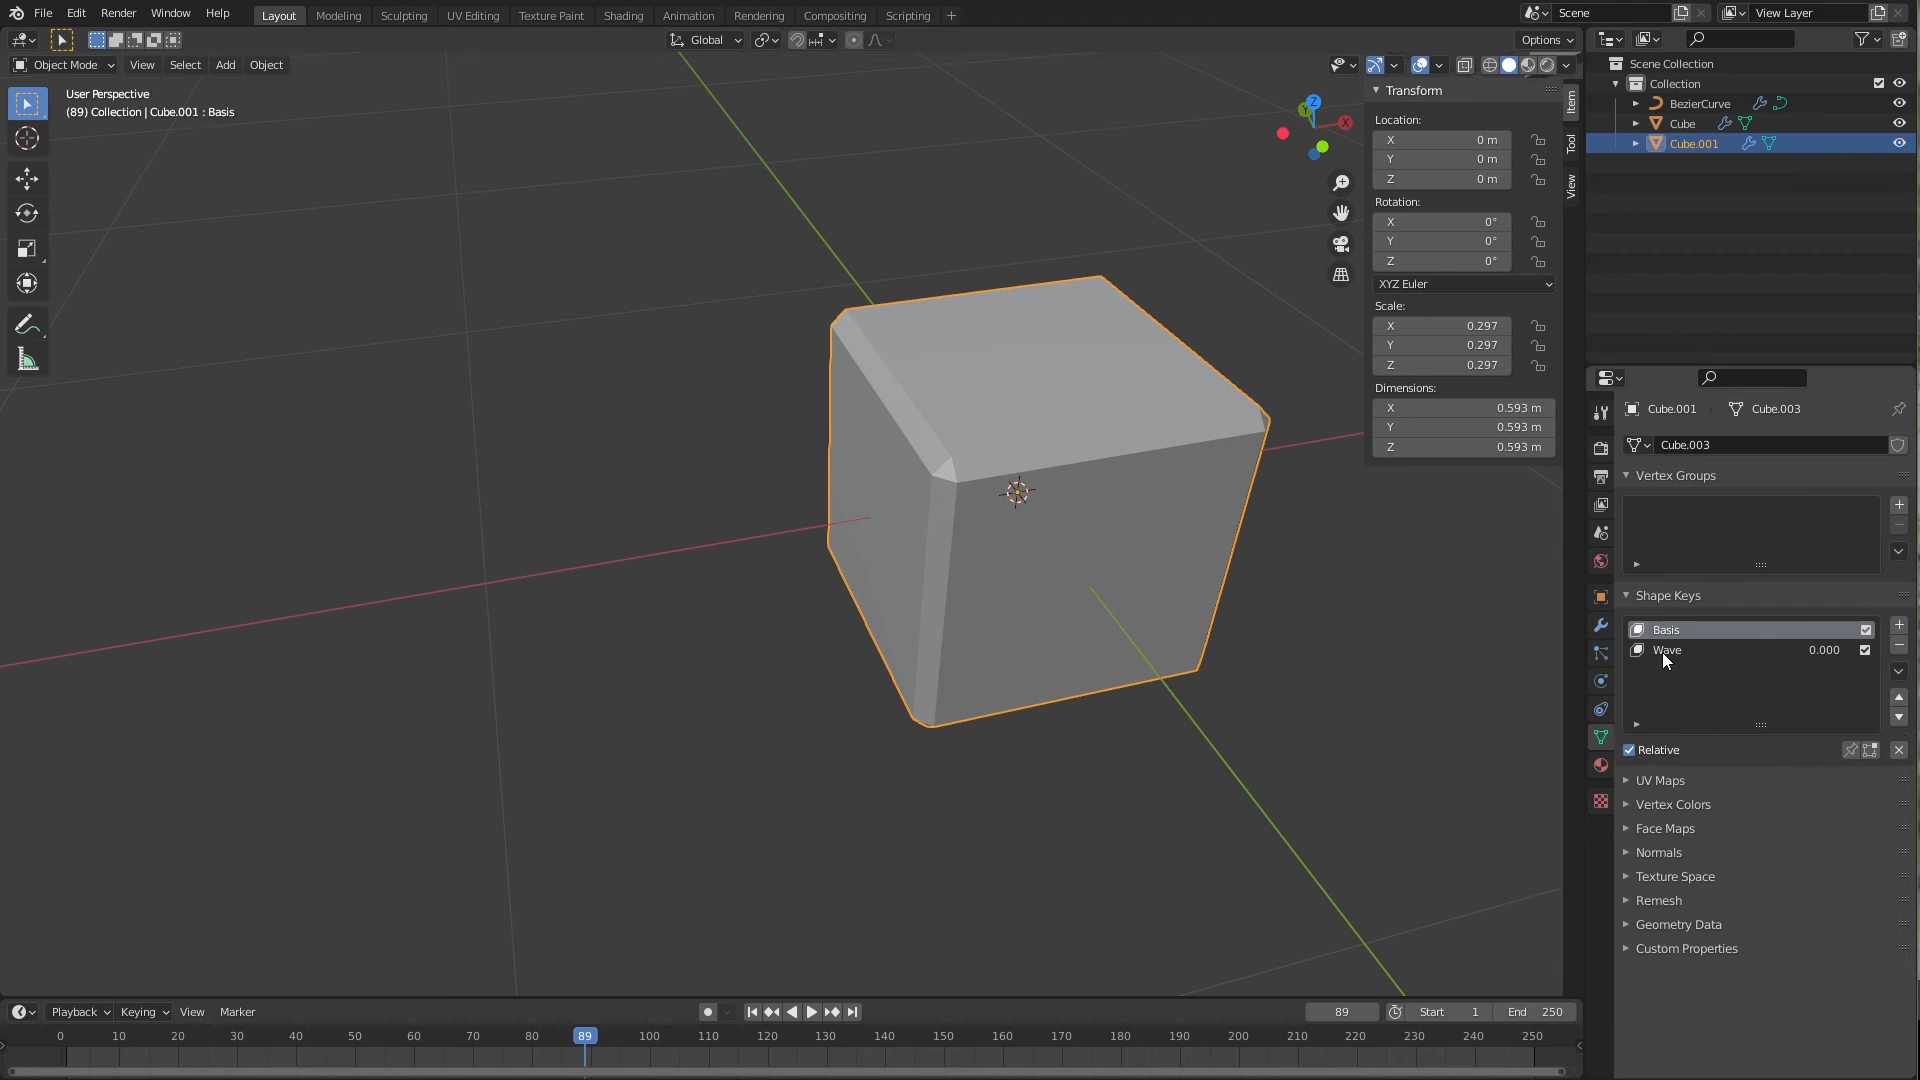 File Edit Render Window Help Layout Modeling Sculpting UV Editing Texture Paint Shading Animation Rendering Compositing Scripting + Scene View Layer
Global Options
Object Mode View Select Add Object
User Perspective
(89) Collection | Cube.001 : Basis
Z
Y
X
Transform
Location:
X 0 m
Y 0 m
Z 0 m
Rotation:
X 0°
Y 0°
Z 0°
XYZ Euler
Scale:
X 0.297
Y 0.297
Z 0.297
Dimensions:
X 0.593 m
Y 0.593 m
Z 0.593 m
Item
Tool
View
Scene Collection
Collection
BezierCurve
Cube
Cube.001
Cube.001 Cube.003
Cube.003
Vertex Groups
Shape Keys
Basis
Wave 0.000
Relative
UV Maps
Vertex Colors
Face Maps
Normals
Texture Space
Remesh
Geometry Data
Custom Properties
Playback Keying View Marker 89 Start 1 End 250
0 10 20 30 40 50 60 70 80 89 100 110 120 130 140 150 160 170 180 190 200 210 220 230 240 250